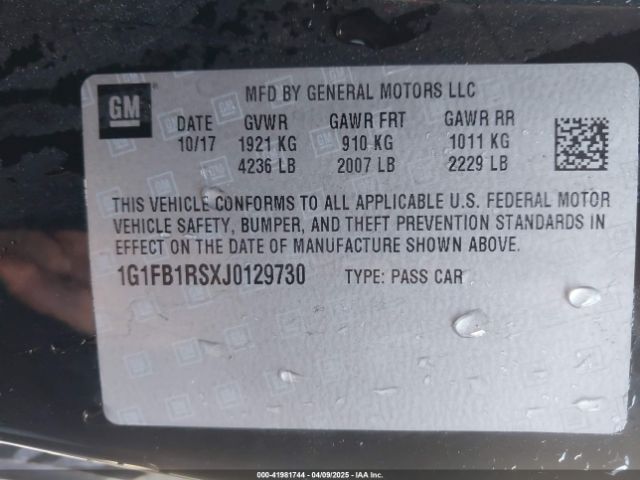 GM
MFD BY GENERAL MOTORS LLC
DATE GVWR GAWR FRT GAWR RR
10/17 1921 KG 910 KG 1011 KG
4236 LB 2007 LB 2229 LB
THIS VEHICLE CONFORMS TO ALL APPLICABLE U.S. FEDERAL MOTOR
VEHICLE SAFETY, BUMPER, AND THEFT PREVENTION STANDARDS IN
EFFECT ON THE DATE OF MANUFACTURE SHOWN ABOVE.
1G1FB1RSXJ0129730 TYPE: PASS CAR
000-41981744 - 04/09/2025 - IAA Inc.